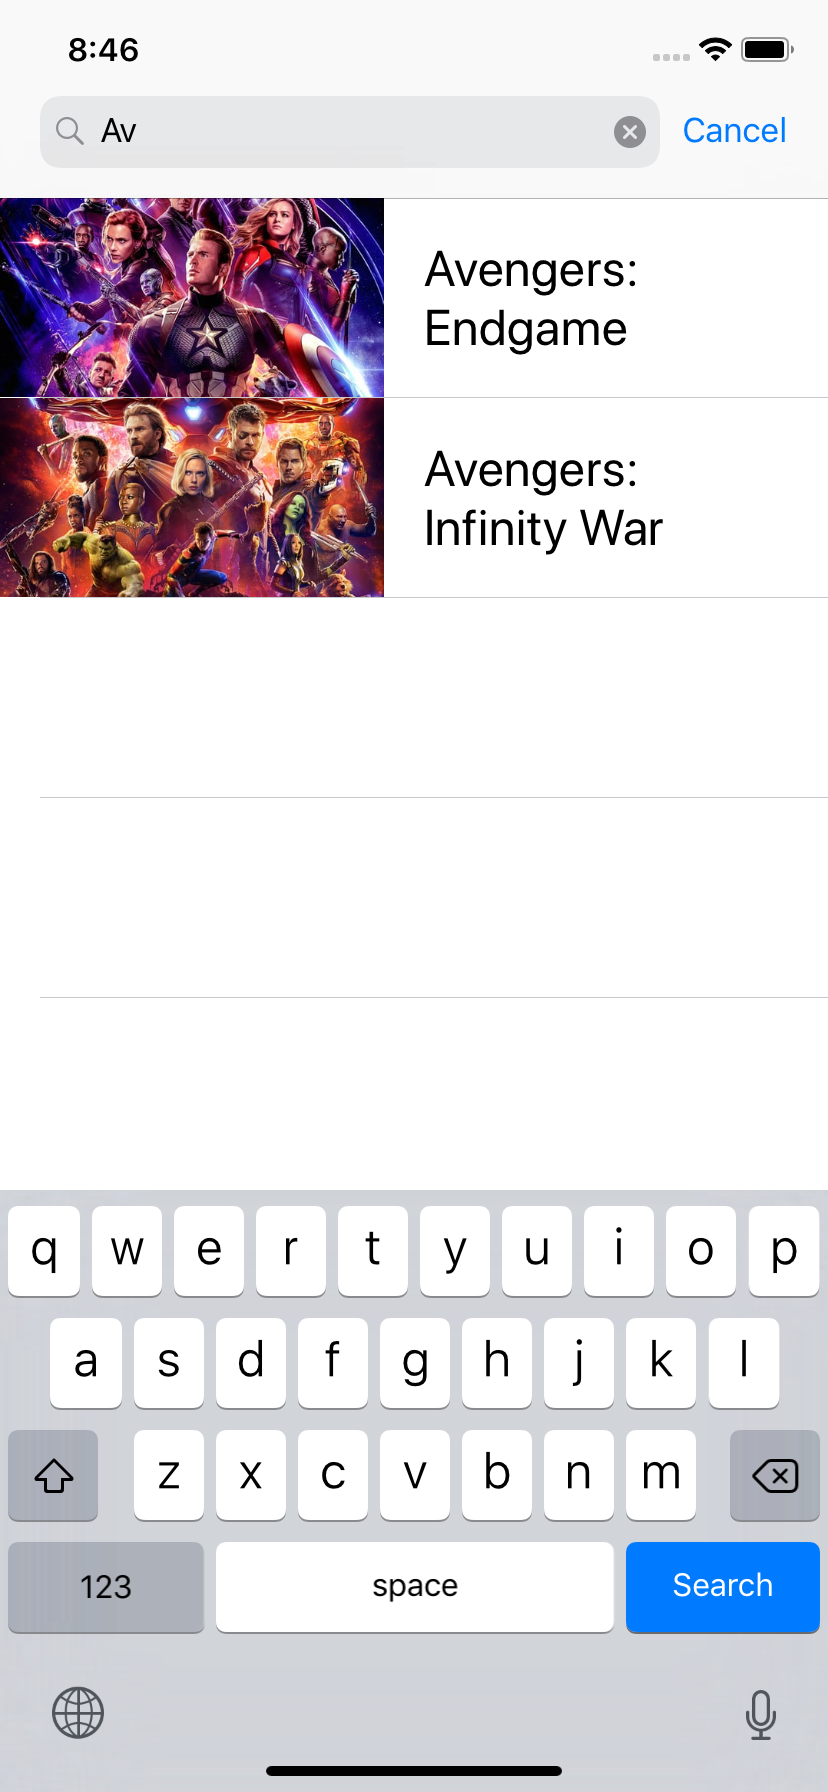 8:46
Av
Cancel
Avengers:
Endgame
Avengers:
Infinity War
q w e r t y u i o p
a s d f g h j k l
z x c v b n m
123 space Search